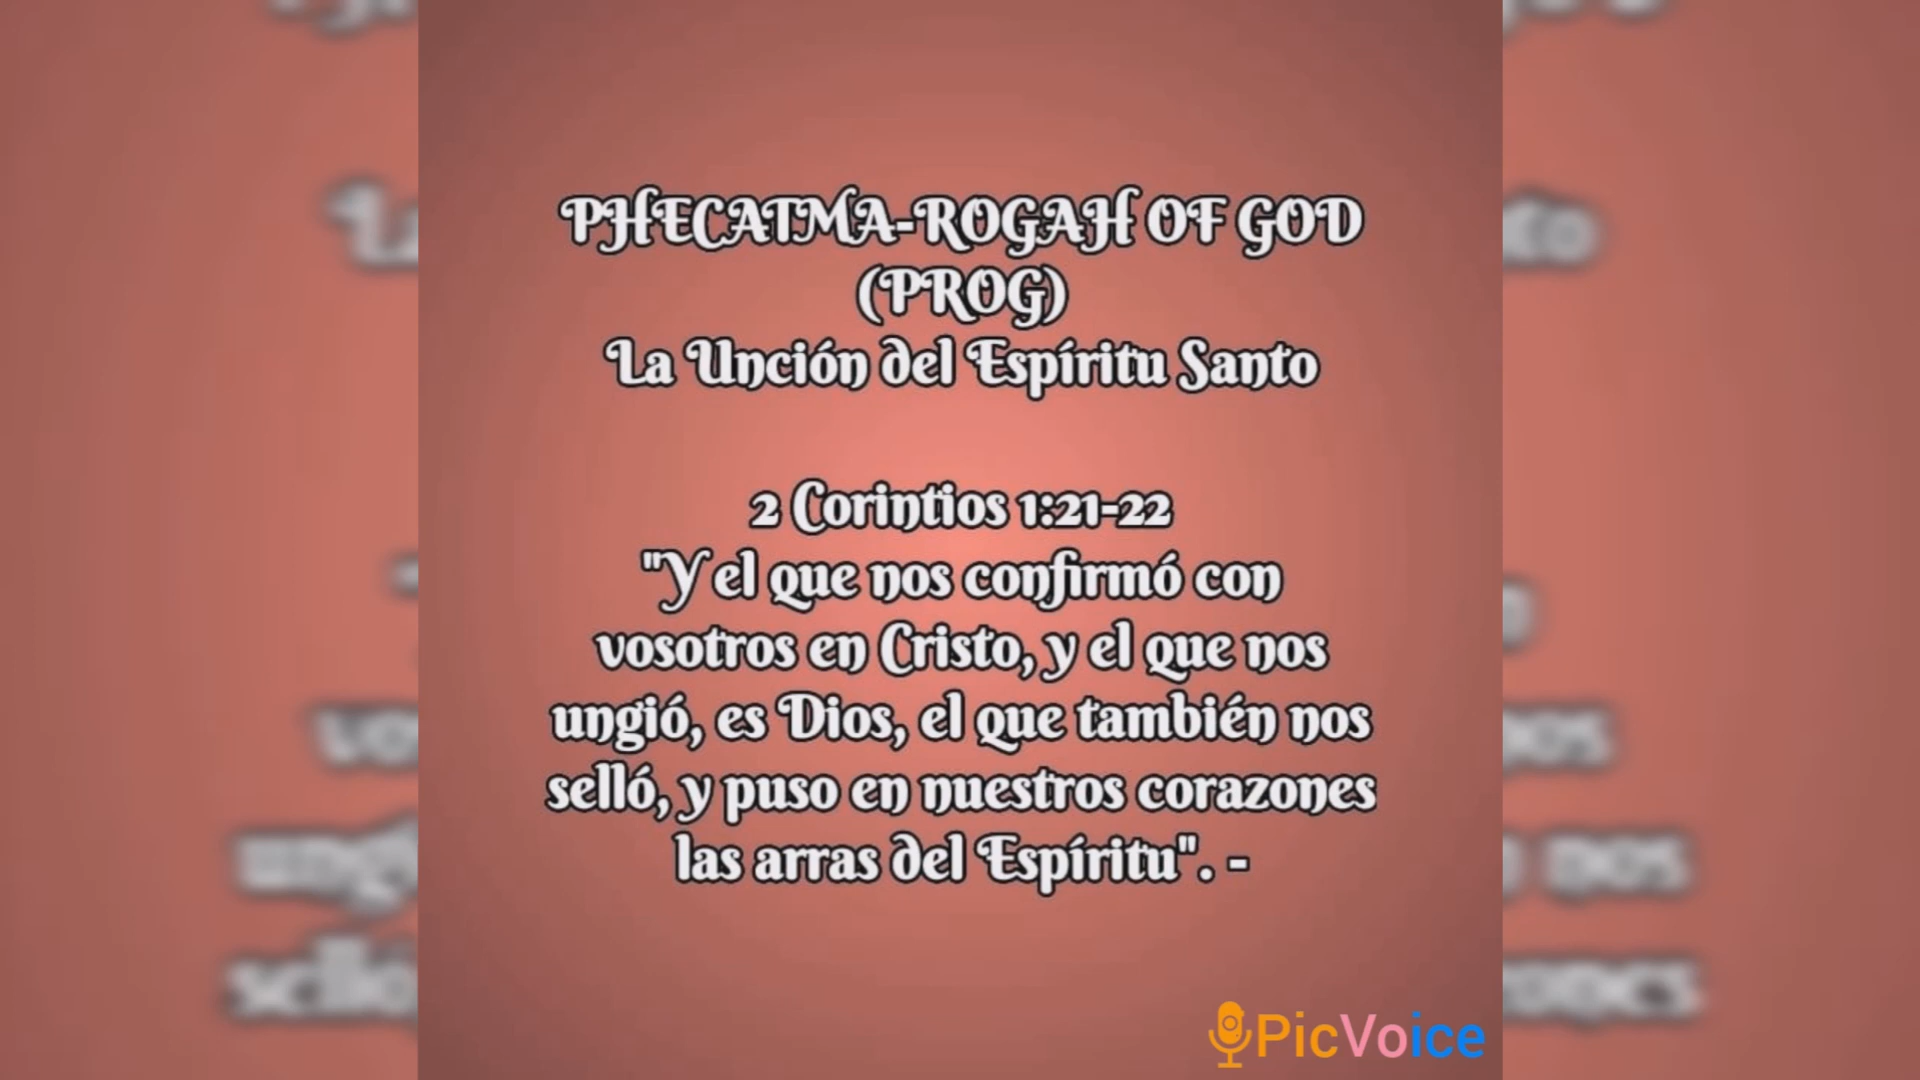 PHECATMA-ROGAH OF GOD
(PROG)
La Unción del Espíritu Santo
2 Corintios 1:21-22
"Y el que nos confirmó con
vosotros en Cristo, y el que nos
ungió, es Dios, el que también nos
selló, y puso en nuestros corazones
las arras del Espíritu". -
PicVoice